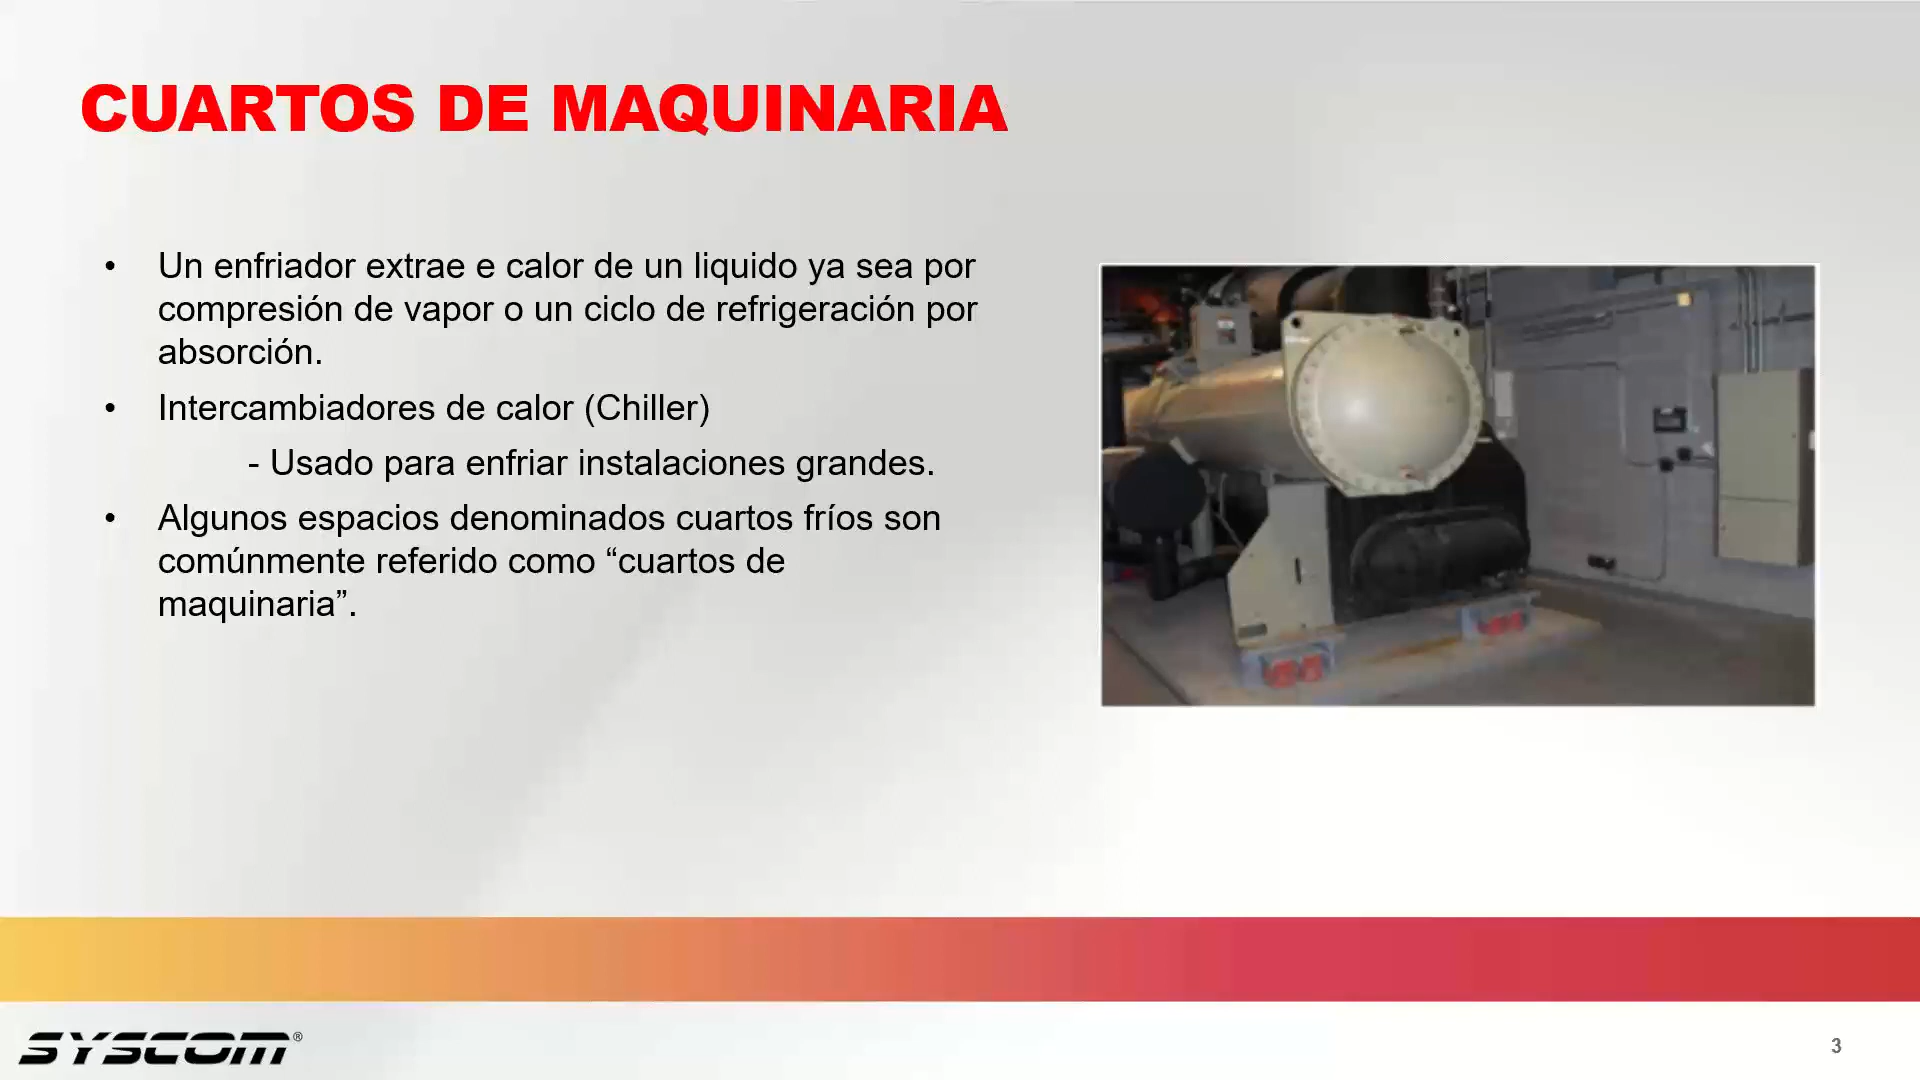 CUARTOS DE MAQUINARIA
• Un enfriador extrae e calor de un liquido ya sea por
compresión de vapor o un ciclo de refrigeración por
absorción.
• Intercambiadores de calor (Chiller)
- Usado para enfriar instalaciones grandes.
• Algunos espacios denominados cuartos fríos son
comúnmente referido como “cuartos de
maquinaria”.
SYSCOM®
3